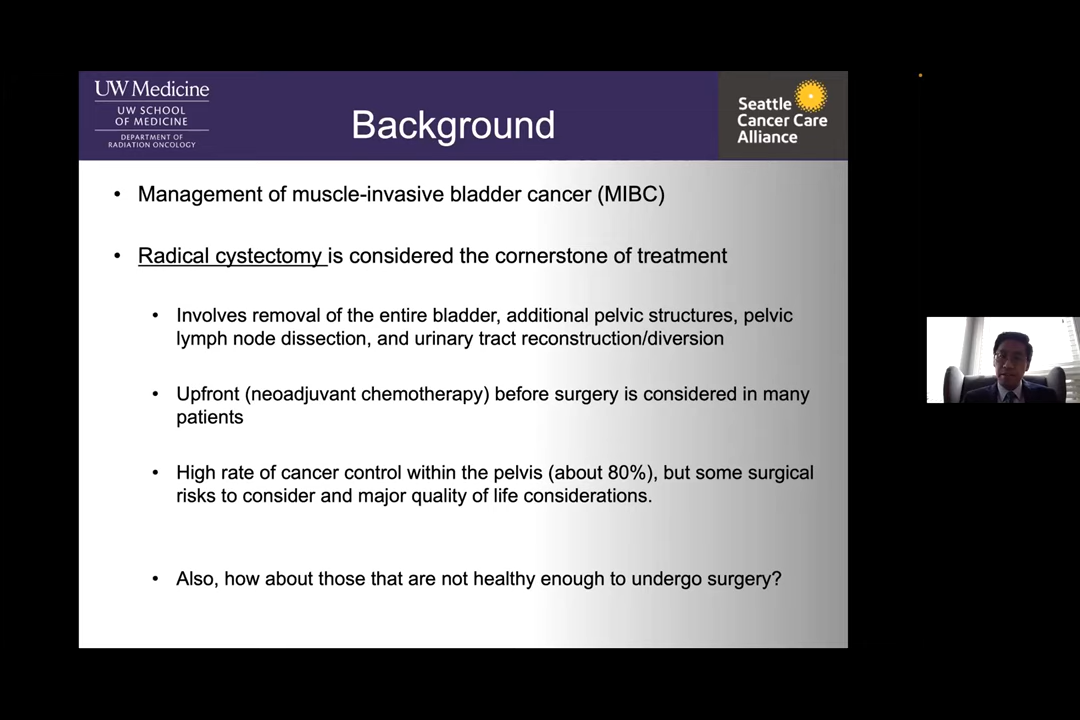 UW Medicine
UW SCHOOL
OF MEDICINE
DEPARTMENT OF
RADIATION ONCOLOGY
Background
Seattle
Cancer Care
Alliance
• Management of muscle-invasive bladder cancer (MIBC)
• Radical cystectomy is considered the cornerstone of treatment
• Involves removal of the entire bladder, additional pelvic structures, pelvic
lymph node dissection, and urinary tract reconstruction/diversion
• Upfront (neoadjuvant chemotherapy) before surgery is considered in many
patients
• High rate of cancer control within the pelvis (about 80%), but some surgical
risks to consider and major quality of life considerations.
• Also, how about those that are not healthy enough to undergo surgery?